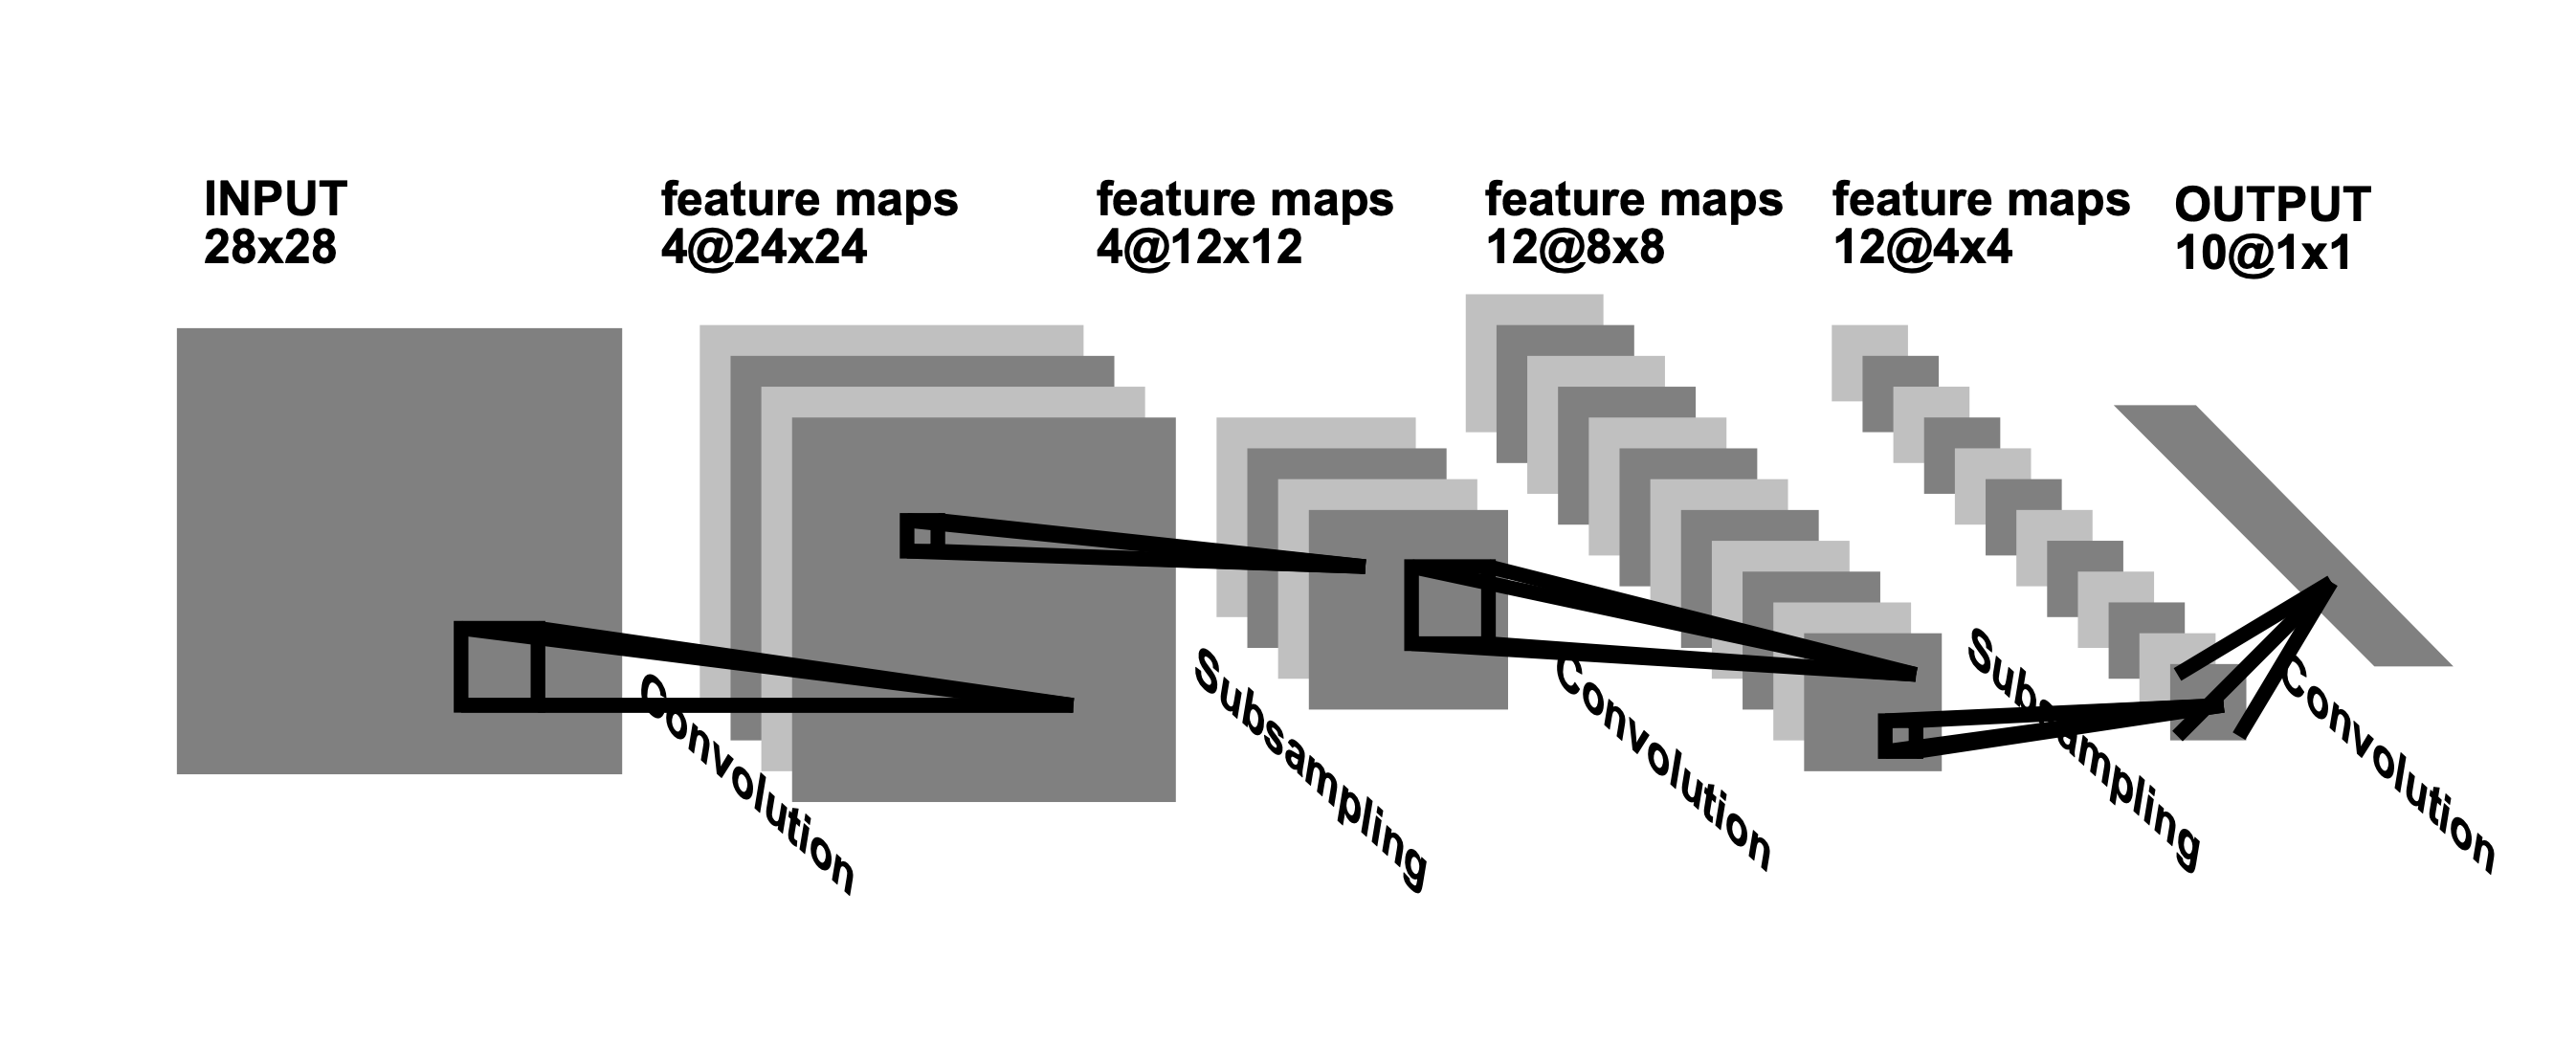 INPUT
28x28
feature maps
4@24x24
feature maps
4@12x12
feature maps
12@8x8
feature maps
12@4x4
OUTPUT
10@1x1
Convolution
Subsampling
Convolution
Subsampling
Convolution